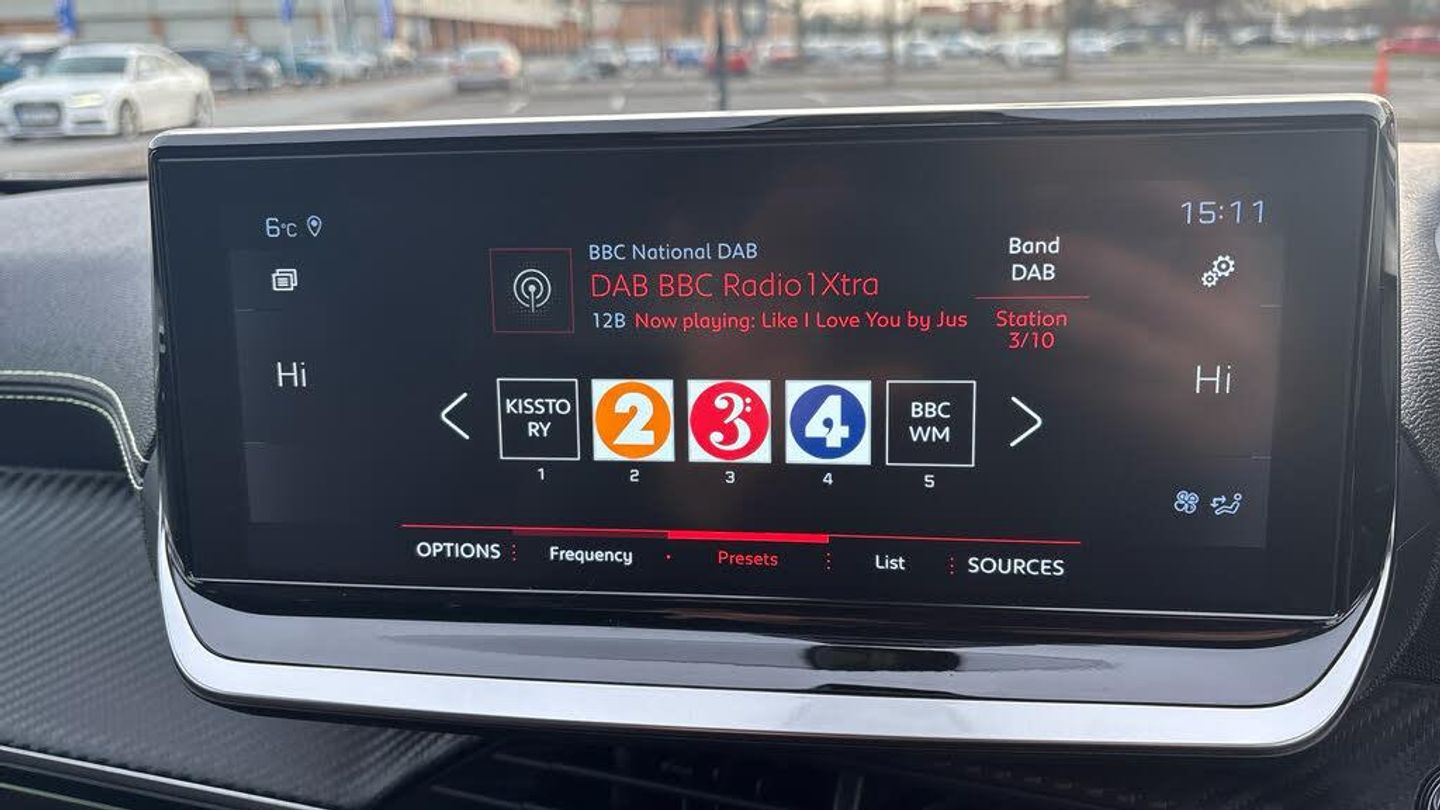 6°C
15:11
BBC National DAB
DAB BBC Radio1Xtra
12B Now playing: Like I Love You by Jus
Band
DAB
Station
3/10
Hi
Hi
KISSTO
RY
2
3:
4
BBC
WM
1
2
3
4
5
OPTIONS
Frequency
Presets
List
SOURCES